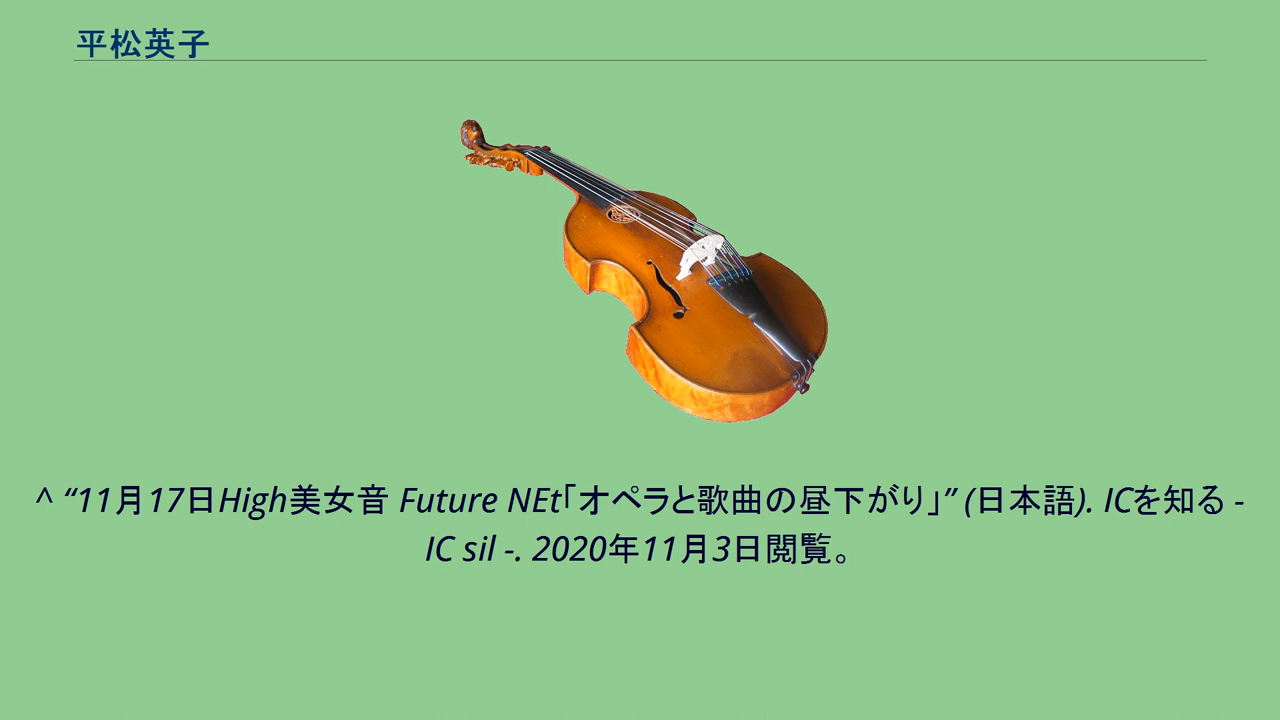 平松英子
^ “11月17日High美女音 Future NEt「オペラと歌曲の昼下がり」” (日本語). ICを知る -
IC sil -. 2020年11月3日閲覧。